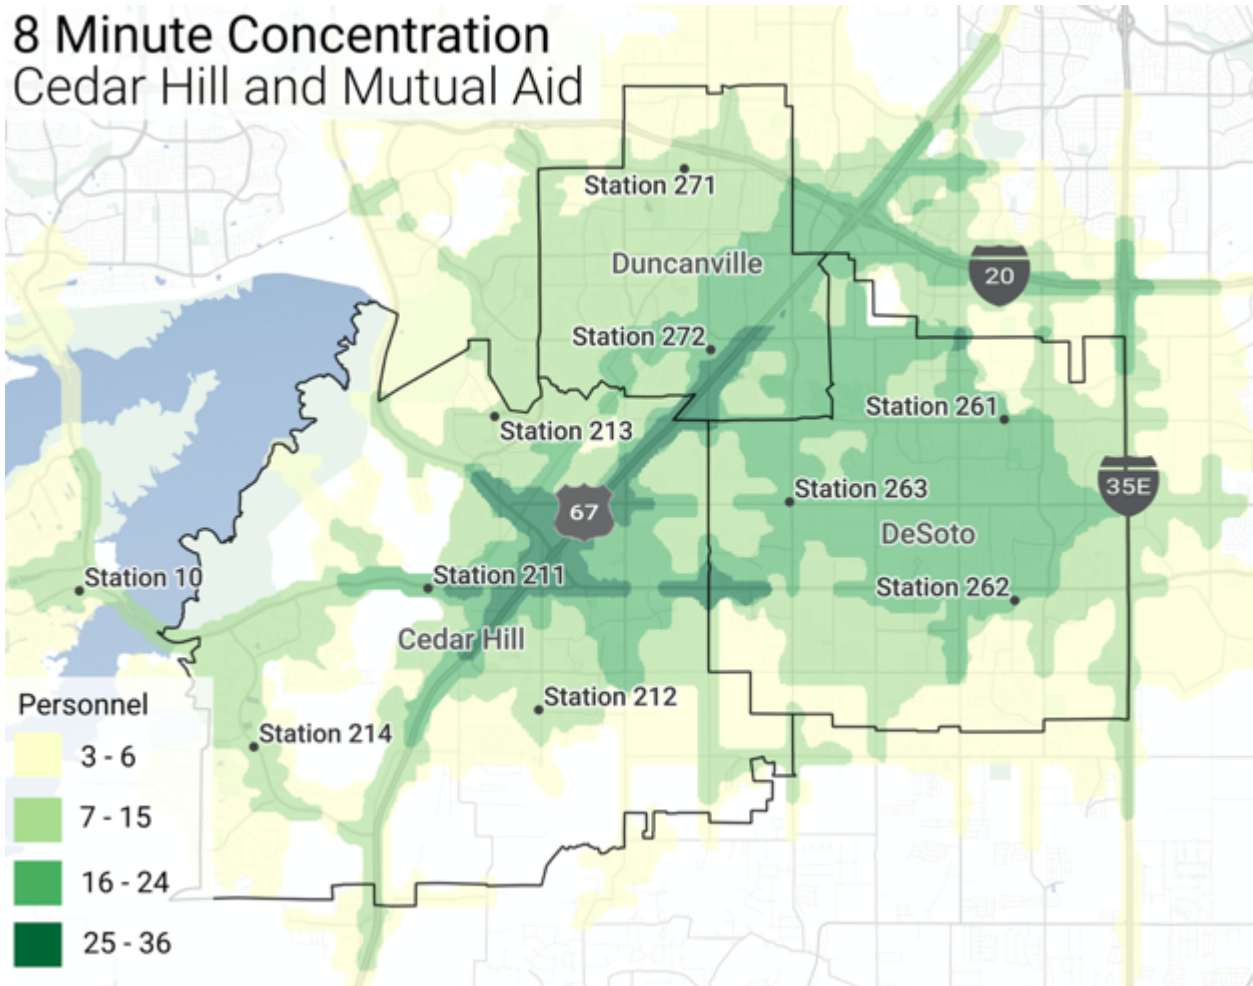 8 Minute Concentration
Cedar Hill and Mutual Aid
Station 271
Duncanville
20
Station 272
Station 261
Station 213
35E
Station 263
67
DeSoto
Station 10
Station 211
Station 262
Cedar Hill
Station 212
Personnel
Station 214
3 - 6
7 - 15
16 - 24
25 - 36